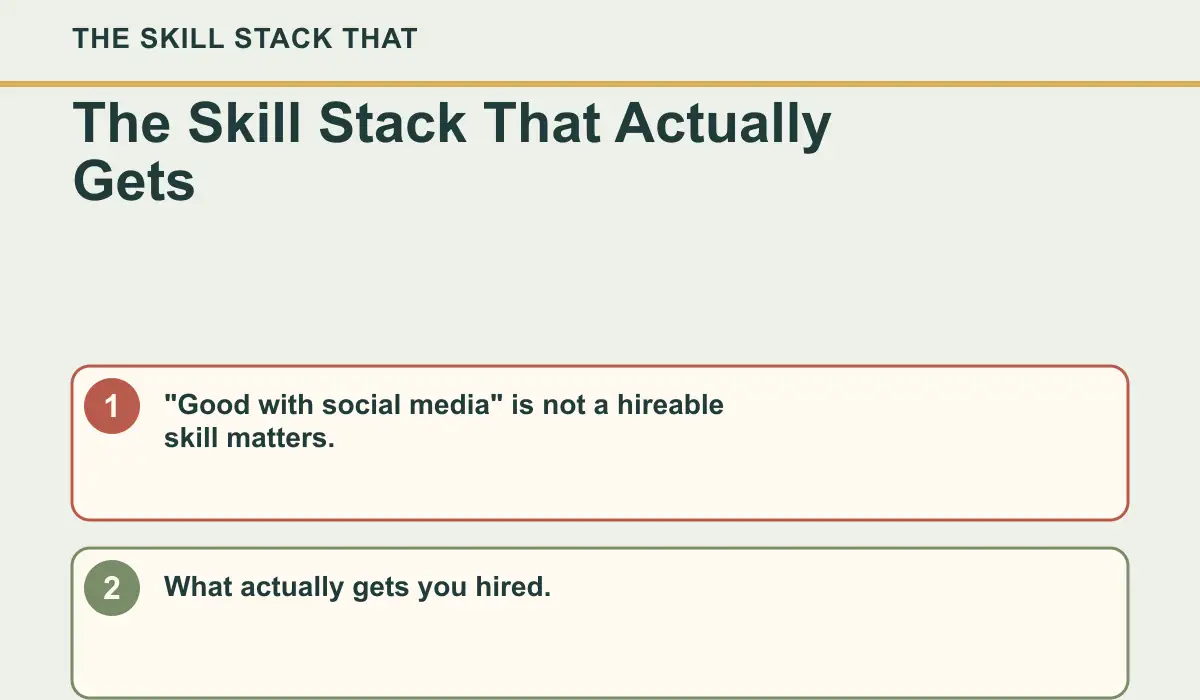 THE SKILL STACK THAT
The Skill Stack That Actually
Gets
1
"Good with social media" is not a hireable
skill matters.
2
What actually gets you hired.